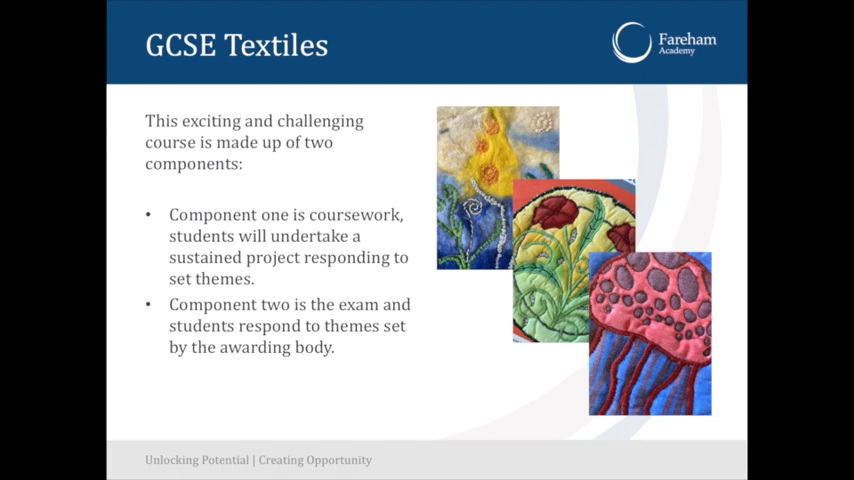 GCSE Textiles
Fareham
Academy
This exciting and challenging
course is made up of two
components:
• Component one is coursework,
students will undertake a
sustained project responding to
set themes.
• Component two is the exam and
students respond to themes set
by the awarding body.
Unlocking Potential | Creating Opportunity